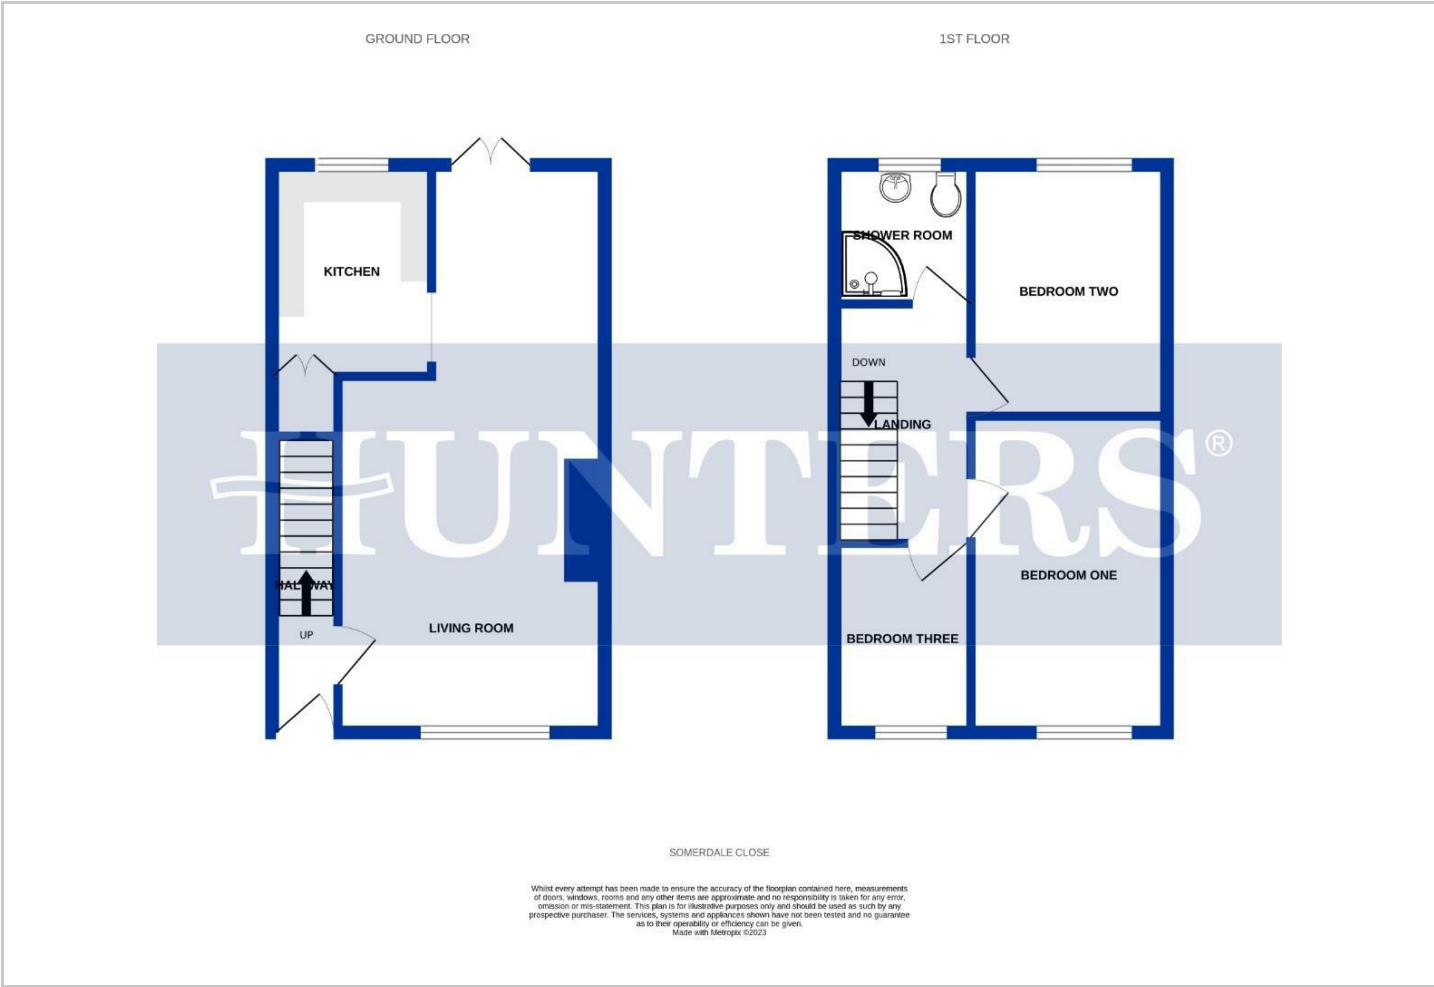 GROUND FLOOR
1ST FLOOR
KITCHEN
SHOWER ROOM
BEDROOM TWO
DOWN
LANDING
HUNTERS®
HALLWAY
UP
LIVING ROOM
BEDROOM ONE
BEDROOM THREE
SOMERDALE CLOSE
Whilst every attempt has been made to ensure the accuracy of the floorplan contained here, measurements
of doors, windows, rooms and any other items are approximate and no responsibility is taken for any error,
omission or mis-statement. This plan is for illustrative purposes only and should be used as such by any
prospective purchaser. The services, systems and appliances shown have not been tested and no guarantee
as to their operability or efficiency can be given.
Made with Metropix ©2023